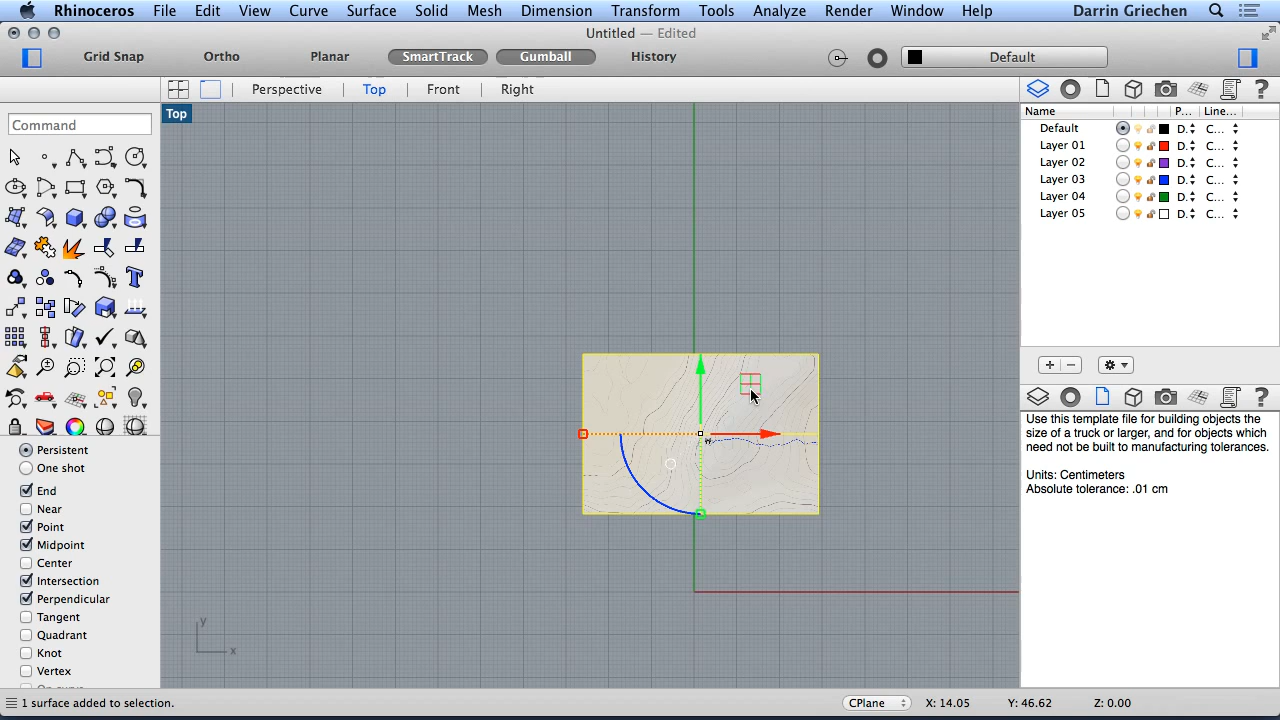 Rhinoceros File Edit View Curve Surface Solid Mesh Dimension Transform Tools Analyze Render Window Help Darrin Griechen
Untitled — Edited
Grid Snap Ortho Planar SmartTrack Gumball History Default
Perspective Top Front Right
Top
Command
Persistent
One shot
End
Near
Point
Midpoint
Center
Intersection
Perpendicular
Tangent
Quadrant
Knot
Vertex
y
x
Name P... Line...
Default D. C...
Layer 01 D. C...
Layer 02 D. C...
Layer 03 D. C...
Layer 04 D. C...
Layer 05 D. C...
Use this template file for building objects the
size of a truck or larger, and for objects which
need not be built to manufacturing tolerances.
Units: Centimeters
Absolute tolerance: .01 cm
1 surface added to selection. CPlane X: 14.05 Y: 46.62 Z: 0.00